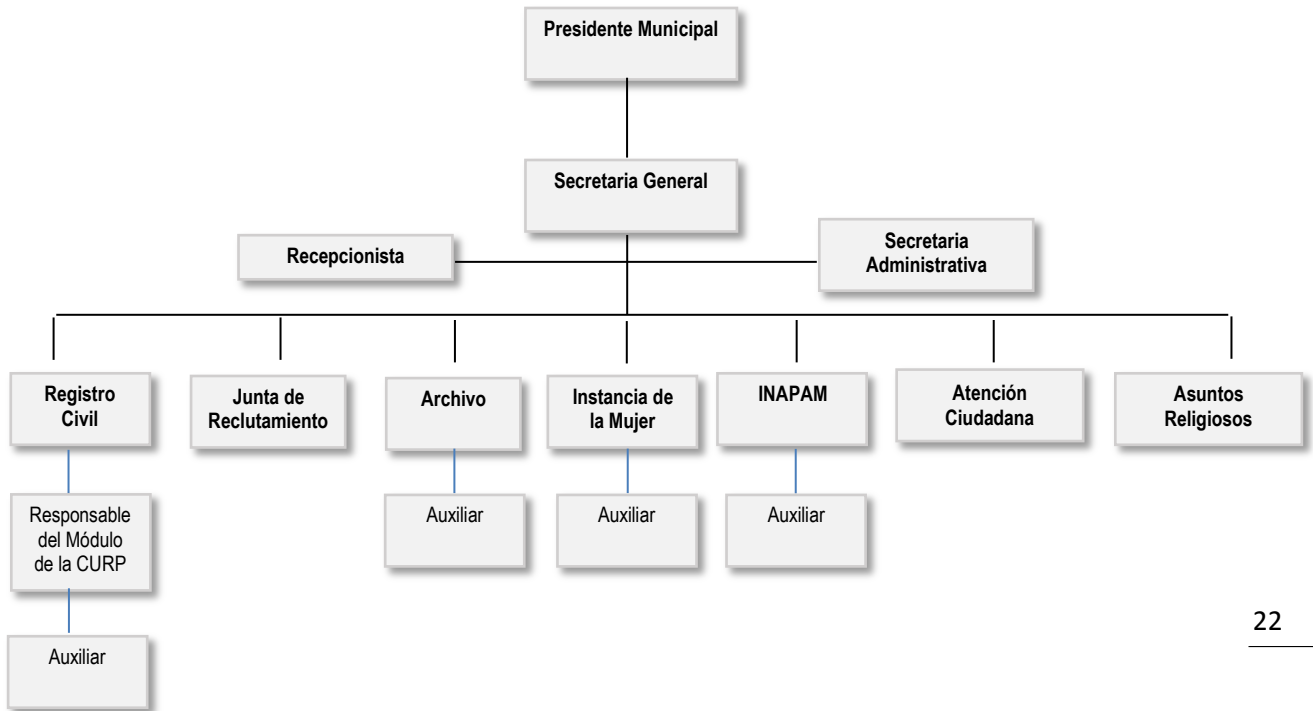 Presidente Municipal
Secretaria General
Recepcionista
Secretaria
Administrativa
Registro
Civil
Junta de
Reclutamiento
Archivo
Instancia de
la Mujer
INAPAM
Atención
Ciudadana
Asuntos
Religiosos
Responsable
del Módulo
de la CURP
Auxiliar
Auxiliar
Auxiliar
Auxiliar
22